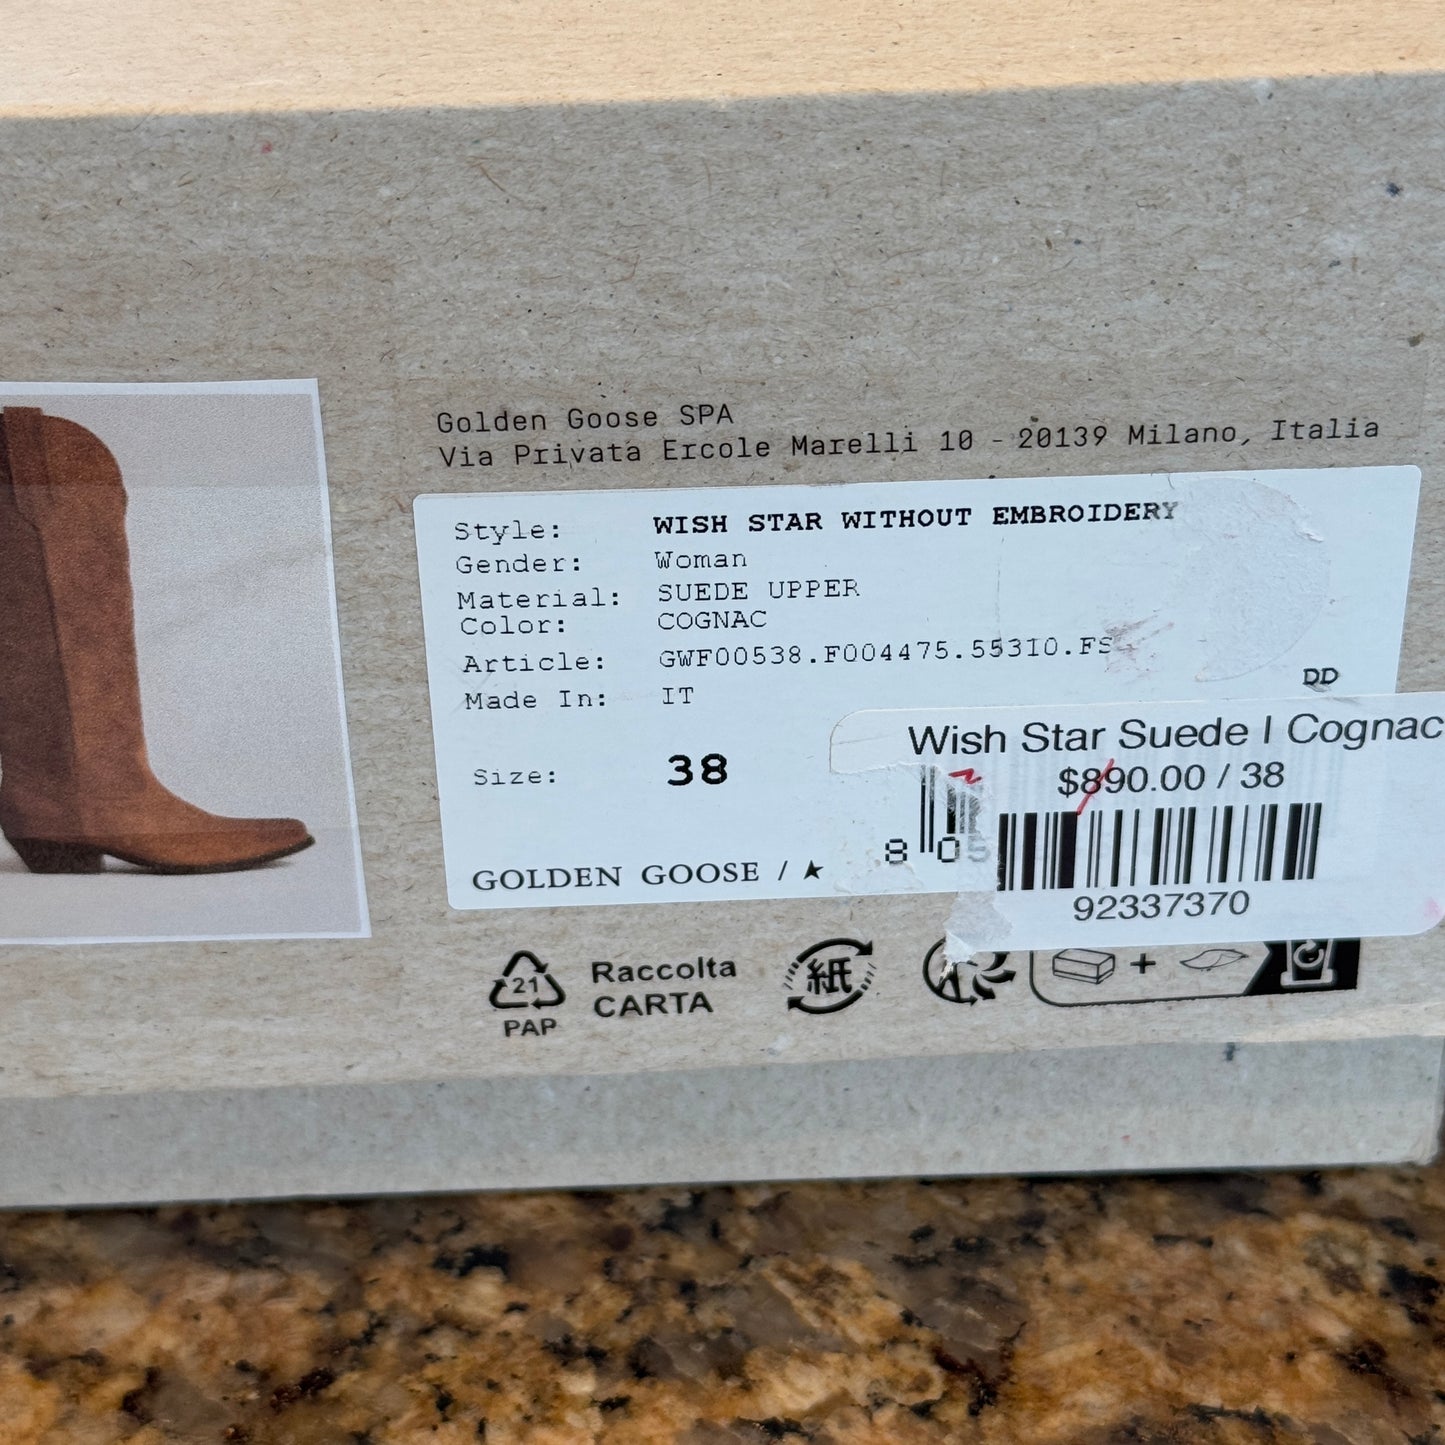 Golden Goose SPA
Via Privata Ercole Marelli 10 - 20139 Milano, Italia
Style: WISH STAR WITHOUT EMBROIDERY
Gender: Woman
Material: SUEDE UPPER
Color: COGNAC
Article: GWF00538.F004475.55310.FS
Made In: IT
DD
Size: 38
Wish Star Suede | Cognac
$890.00 / 38
8 05
92337370
GOLDEN GOOSE / ★
21
PAP
Raccolta
CARTA
紙
+